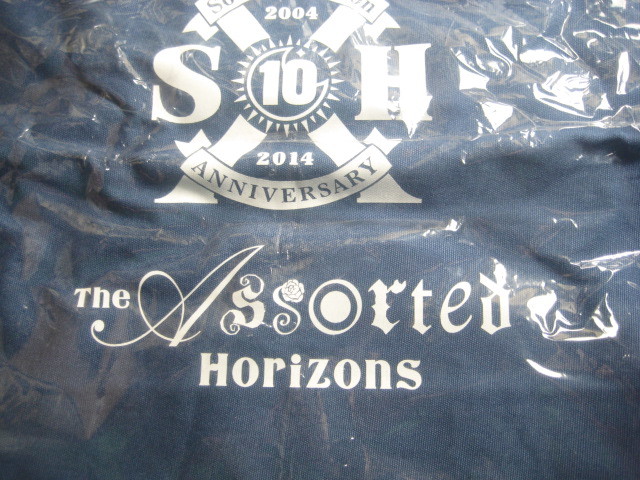 2004
S 10 H
2014
ANNIVERSARY
The Assorted
Horizons